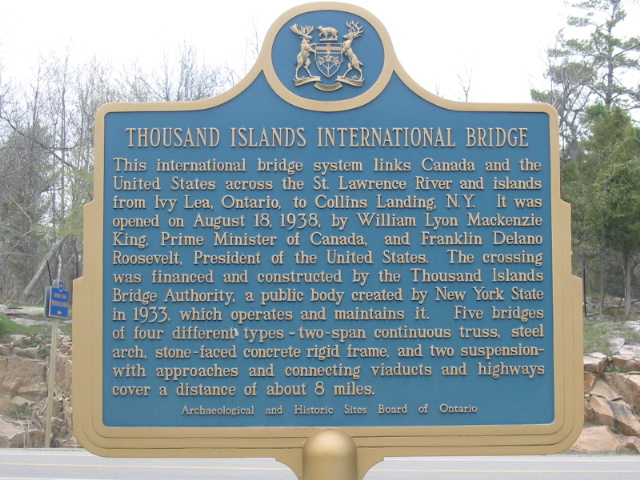 THOUSAND ISLANDS INTERNATIONAL BRIDGE
This international bridge system links Canada and the
United States across the St. Lawrence River and islands
from Ivy Lea, Ontario, to Collins Landing, N.Y. It was
opened on August 18, 1938, by William Lyon Mackenzie
King, Prime Minister of Canada, and Franklin Delano
Roosevelt, President of the United States. The crossing
was financed and constructed by the Thousand Islands
Bridge Authority, a public body created by New York State
in 1933, which operates and maintains it. Five bridges
of four different types - two-span continuous truss, steel
arch, stone-faced concrete rigid frame, and two suspension-
with approaches and connecting viaducts and highways
cover a distance of about 8 miles.
Archaeological and Historic Sites Board of Ontario